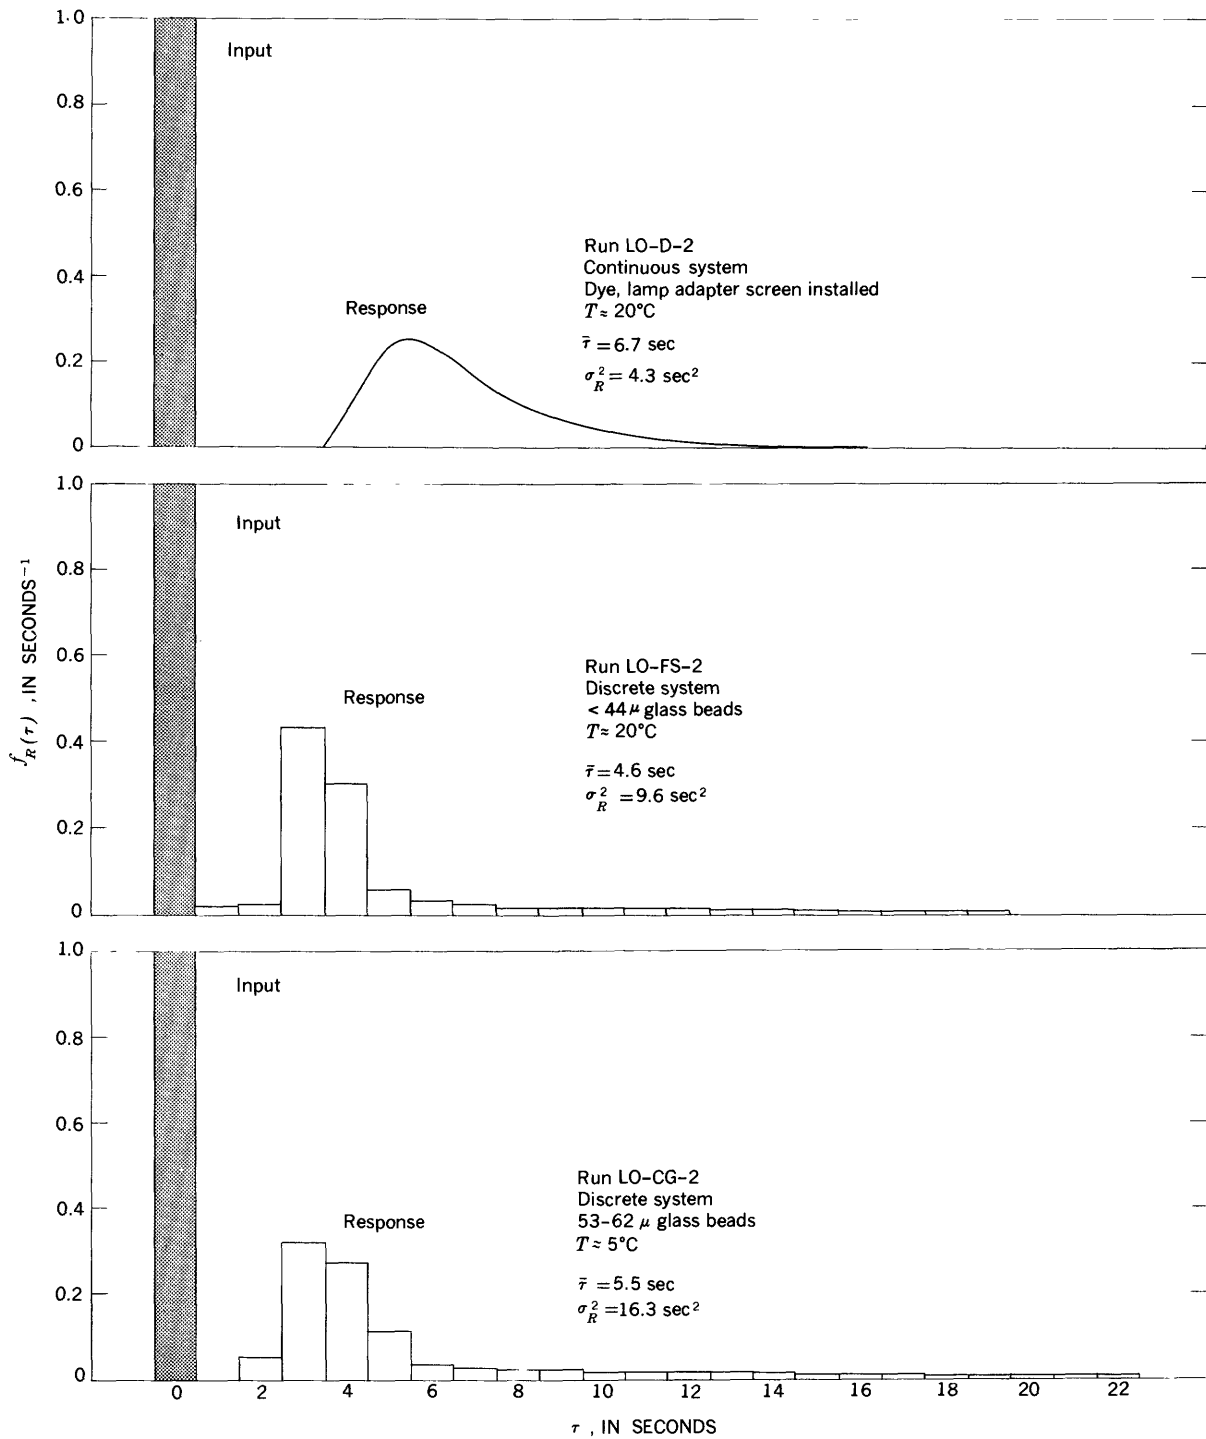 1.0
Input
0.8
0.6
0.4
Run LO-D-2
Continuous system
Dye, lamp adapter screen installed
T ≈ 20°C
Response
τ̄ = 6.7 sec
0.2
σ²R = 4.3 sec²
0
1.0
Input
0.8
0.6
Run LO-FS-2
Discrete system
< 44 μ glass beads
T ≈ 20°C
Response
0.4
τ̄ = 4.6 sec
σ²R = 9.6 sec²
0.2
0
fR(τ) , IN SECONDS⁻¹
1.0
Input
0.8
0.6
Run LO-CG-2
Discrete system
53-62 μ glass beads
T ≈ 5°C
0.4
Response
τ̄ = 5.5 sec
σ²R = 16.3 sec²
0.2
0
0 2 4 6 8 10 12 14 16 18 20 22
τ , IN SECONDS